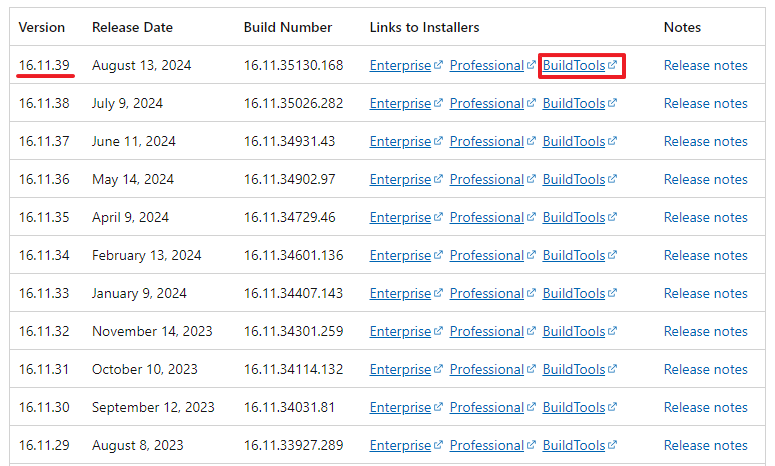 Version Release Date Build Number Links to Installers Notes
16.11.39 August 13, 2024 16.11.35130.168 Enterprise Professional BuildTools Release notes
16.11.38 July 9, 2024 16.11.35026.282 Enterprise Professional BuildTools Release notes
16.11.37 June 11, 2024 16.11.34931.43 Enterprise Professional BuildTools Release notes
16.11.36 May 14, 2024 16.11.34902.97 Enterprise Professional BuildTools Release notes
16.11.35 April 9, 2024 16.11.34729.46 Enterprise Professional BuildTools Release notes
16.11.34 February 13, 2024 16.11.34601.136 Enterprise Professional BuildTools Release notes
16.11.33 January 9, 2024 16.11.34407.143 Enterprise Professional BuildTools Release notes
16.11.32 November 14, 2023 16.11.34301.259 Enterprise Professional BuildTools Release notes
16.11.31 October 10, 2023 16.11.34114.132 Enterprise Professional BuildTools Release notes
16.11.30 September 12, 2023 16.11.34031.81 Enterprise Professional BuildTools Release notes
16.11.29 August 8, 2023 16.11.33927.289 Enterprise Professional BuildTools Release notes